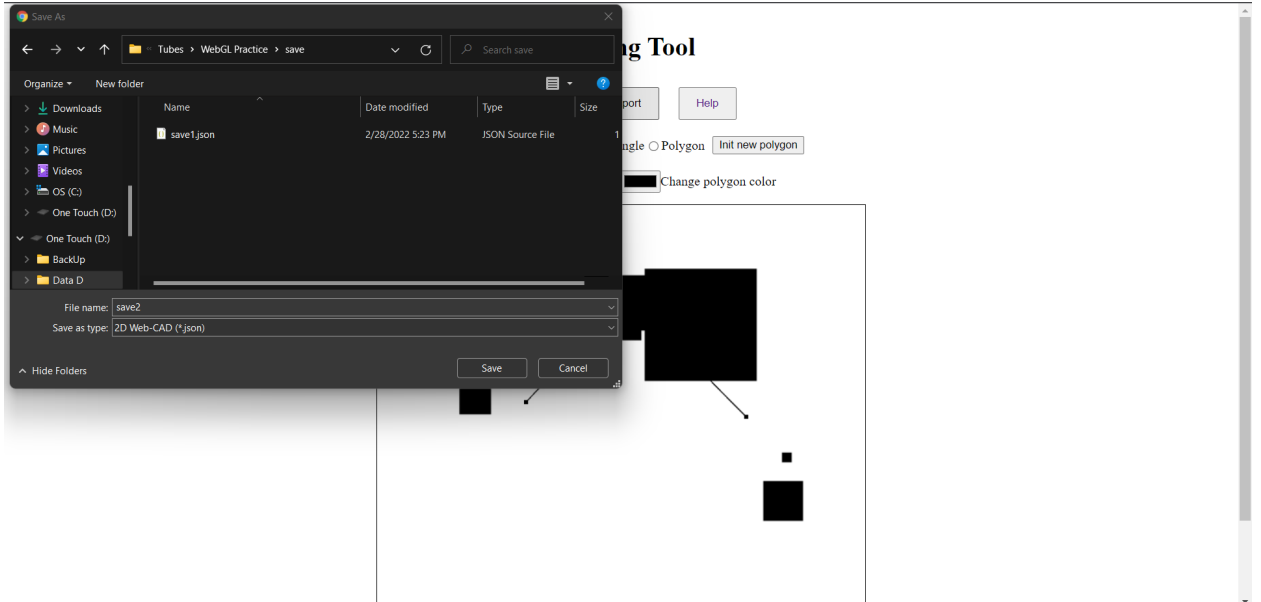 Save As
Tubes > WebGL Practice > save
Search save
Organize
New folder
Name
Date modified
Type
Size
Downloads
Music
Pictures
Videos
OS (C:)
One Touch (D:)
One Touch (D:)
BackUp
Data D
save1.json
2/28/2022 5:23 PM
JSON Source File
1
File name: save2
Save as type: 2D Web-CAD (*.json)
Hide Folders
Save
Cancel
ng Tool
port
Help
ngle Polygon Init new polygon
Change polygon color